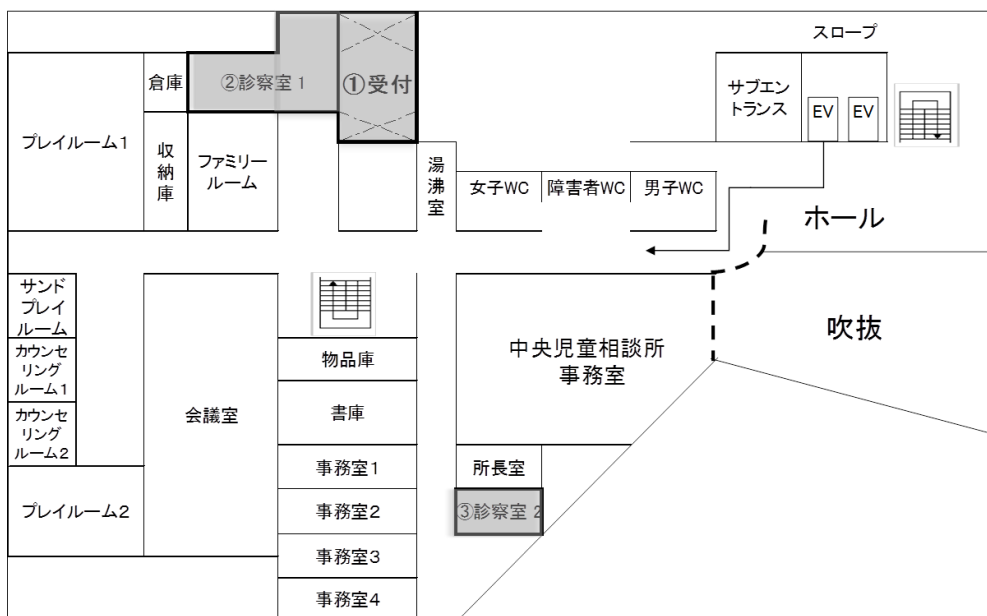 スロープ
倉庫
②診察室 1
①受付
サブエン
トランス
EV
EV
プレイルーム1
収
納
庫
ファミリー
ルーム
湯
沸
室
女子WC
障害者WC
男子WC
ホール
サンド
プレイ
ルーム
カウンセ
リング
ルーム1
カウンセ
リング
ルーム2
プレイルーム2
会議室
物品庫
書庫
事務室1
事務室2
事務室3
事務室4
中央児童相談所
事務室
所長室
③診察室 2
吹抜